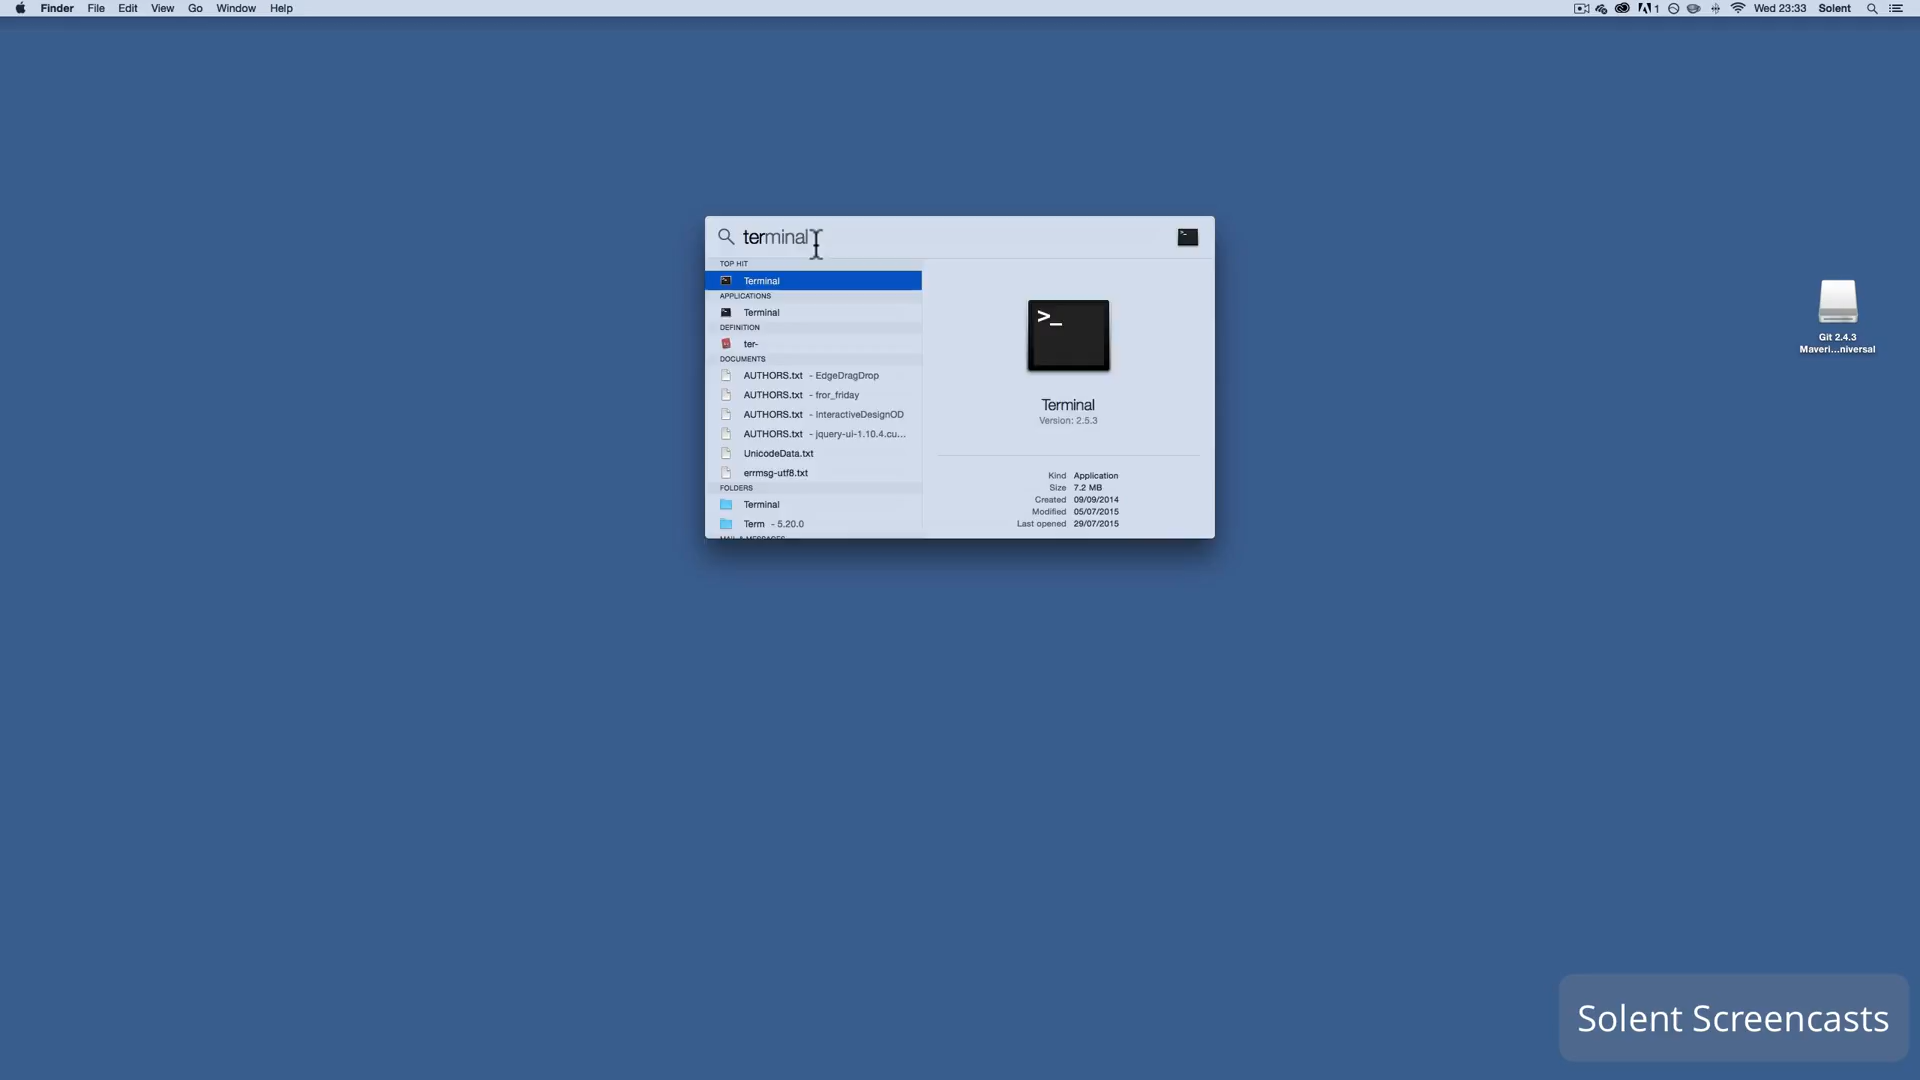 Finder File Edit View Go Window Help
1 Wed 23:33 Solent
terminal
TOP HIT
Terminal
APPLICATIONS
Terminal
DEFINITION
ter-
DOCUMENTS
AUTHORS.txt - EdgeDragDrop
AUTHORS.txt - fror_friday
AUTHORS.txt - InteractiveDesignOD
AUTHORS.txt - jquery-ui-1.10.4.cu...
UnicodeData.txt
errmsg-utf8.txt
FOLDERS
Terminal
Term - 5.20.0
MAIL & MESSAGES
>_
Terminal
Version: 2.5.3
Kind Application
Size 7.2 MB
Created 09/09/2014
Modified 05/07/2015
Last opened 29/07/2015
Git 2.4.3
Maveri...niversal
Solent Screencasts